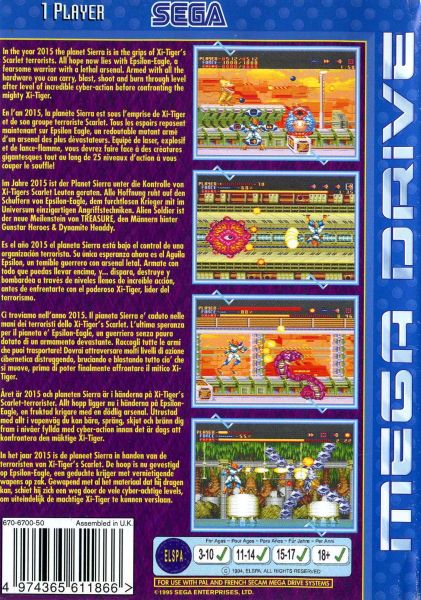 1 PLAYER
SEGA
In the year 2015 the planet Sierra is in the grips of Xi-Tiger's
Scarlet terrorists. All hope now lies with Epsilon-Eagle, a
fearsome warrior with a lethal arsenal. Armed with all the
hardware you can carry, blast, shoot and burn through level
after level of incredible cyber-action before confronting the
mighty Xi-Tiger.
En l'an 2015, la planète Sierra est sous l'emprise de Xi-Tiger
et de son groupe terroriste Scarlet. Tous les espoirs reposent
maintenant sur Epsilon Eagle, un redoutable mutant armé
d'un arsenal des plus dévastateurs. Equipé de laser, explosif
et de lance-flamme, vous devrez faire face à des creatures
gigantesques tout au long de 25 niveaux d'action à vous
couper le souffle!
Im Jahre 2015 ist der Planet Sierra unte die Kontrolle von
Xi-Tigers Scarlet Leuten geraten. Alle Hoffnung ruht auf den
Schultern von Epsilon-Eagle, dem furchtlosen Krieger mit im
Universum einzigartigen Angriffstechniken. Alien Soldier ist
der neue Meilenstein von TREASURE, den Männern hinter
Gunstar Heroes & Dynamite Headdy.
Es el año 2015 el planeta Sierra está bajo el control de una
organización terrorista. Su única esperanza ahora es el Aguila
Epsilon, un temible guerrero con arsenal letal. Armate con
todo que puedas llevar encima, y... dispara, destruye y
bombardea a través de niveles llenos de increíble acción,
antes de enfrentarte con el poderoso Xi-Tiger, lider del
terrorismo.
Ci troviamo nell'anno 2015. Il pianeta Sierra e' caduto nelle
mani dei terroristi dello Xi-Tiger's Scarlet. L'ultima speranza
per il pianeta e' Epsilon-Eagle, un guerriero senza paura
dotato di un armamento devastante. Raccogli tutte le armi
che puoi trasportare! Dovrai attraversare molti livelli di azione
cibernetica distruggendo, bruciando e blastando tutto cio' che
si muove, prima di poter finalmente affrontare il mitico Xi-
Tiger.
Året är 2015 och planeten Sierra är i händerna på Xi-Tiger's
Scarlet-terrorister. Allt hopp ligger nu i händerna på Epsilon-
Eagle, en fruktad krigare med en dödlig arsenal. Utrustad
med allt i vapenväg du kan bära, spräng, skjut och bränn dig
fram i nivåer fyllda med cyber-action innan det är dags att
konfrontera den mäktige Xi-Tiger.
In het jaar 2015 is de planeet Sierra in handen van de
terroristen van Xi-Tiger's Scarlet. De hoop is nu gevestigd
op Epsilon-Eagle, een geduchte krijger met vernietigende
wapens op zak. Gewapend met al het materiaal dat hij dragen
kan, schiet hij zich een weg door de vele cyber-achtige levels,
om uiteindelijk de machtige Xi-Tiger te kunnen verslaan.
MEGA DRIVE
670-6700-50
Assembled in U.K.
4 974365 611866 >
ELSPA
For Ages - Pour Ages - Para Años - Für Jahre - Per Anni
3-10
11-14
15-17
18+
© 1994, ELSPA. ALL RIGHTS RESERVED.
FOR USE WITH PAL AND FRENCH SECAM MEGA DRIVE SYSTEMS
©1995 SEGA ENTERPRISES, LTD.